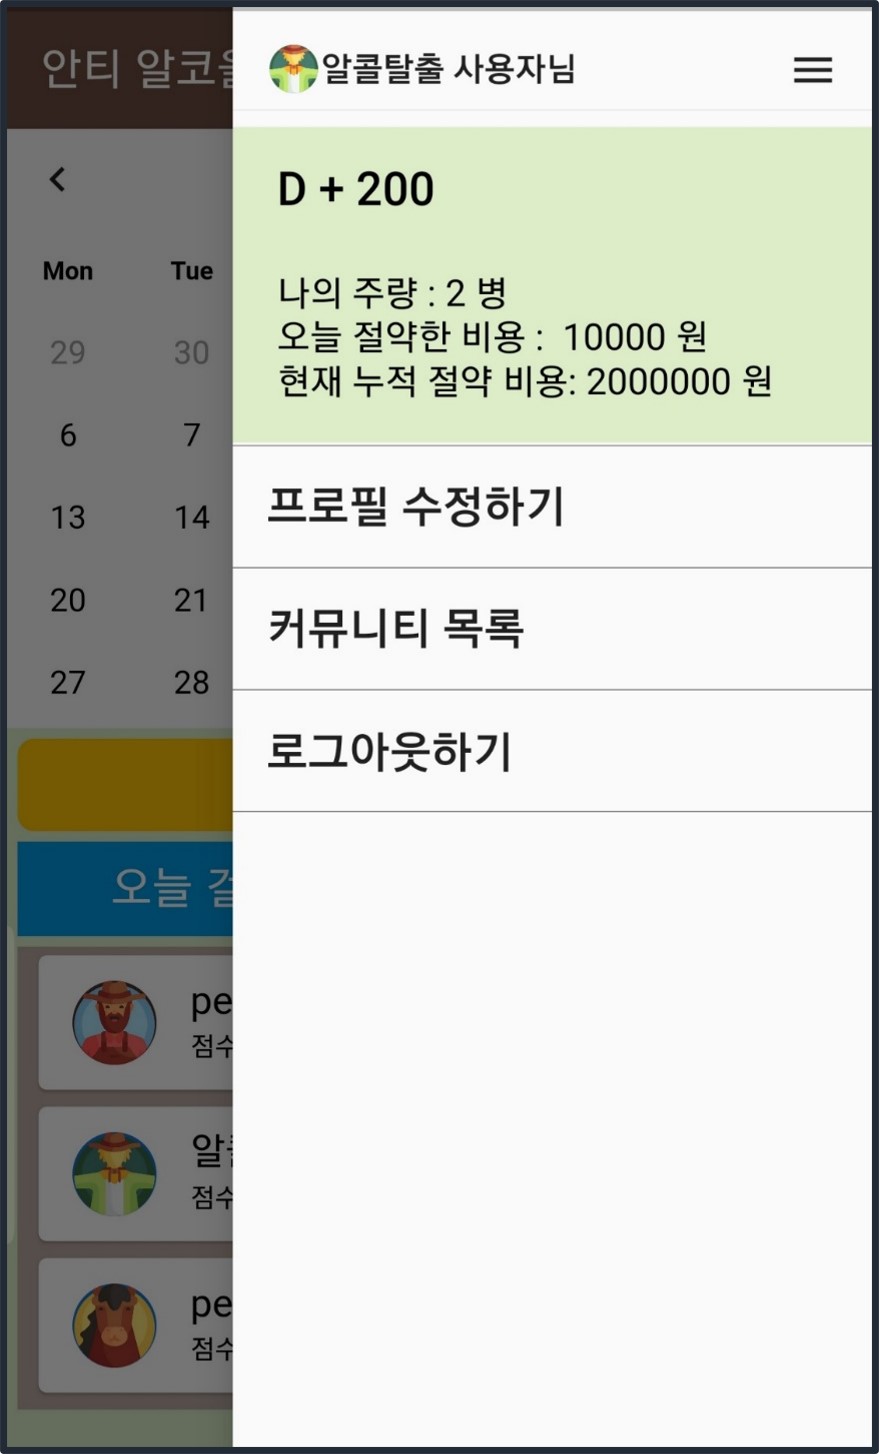 안티 알코올
알콜탈출 사용자님
D + 200
나의 주량 : 2 병
오늘 절약한 비용 : 10000 원
현재 누적 절약 비용: 2000000 원
프로필 수정하기
커뮤니티 목록
로그아웃하기
Mon Tue
29 30
6 7
13 14
20 21
27 28
오늘
pe
점수
알콜
점수
pe
점수